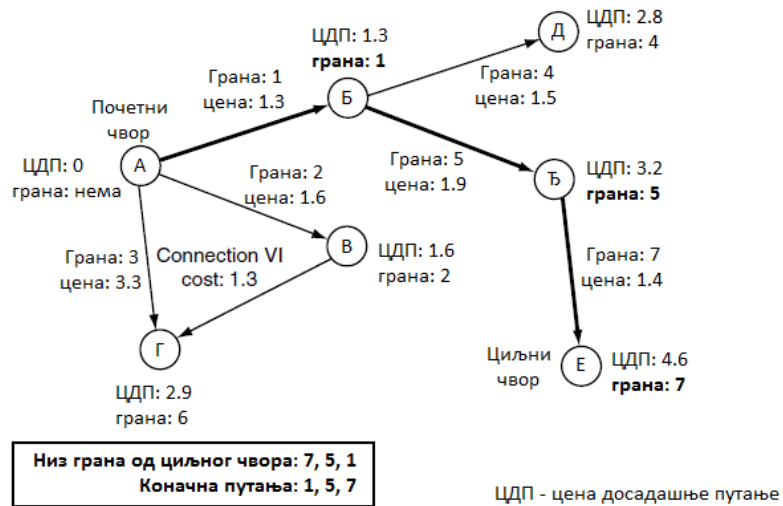 ЦДП: 1.3
грана: 1
ЦДП: 2.8
грана: 4
Д
Грана: 1
цена: 1.3
Грана: 4
цена: 1.5
Б
Почетни
чвор
ЦДП: 0
грана: нема
А
Грана: 2
цена: 1.6
Грана: 5
цена: 1.9
Ђ
ЦДП: 3.2
грана: 5
Грана: 3
цена: 3.3
Connection VI
cost: 1.3
В
ЦДП: 1.6
грана: 2
Грана: 7
цена: 1.4
Г
ЦДП: 2.9
грана: 6
Циљни
чвор
Е
ЦДП: 4.6
грана: 7
Низ грана од циљног чвора: 7, 5, 1
Коначна путања: 1, 5, 7
ЦДП - цена досадашње путање